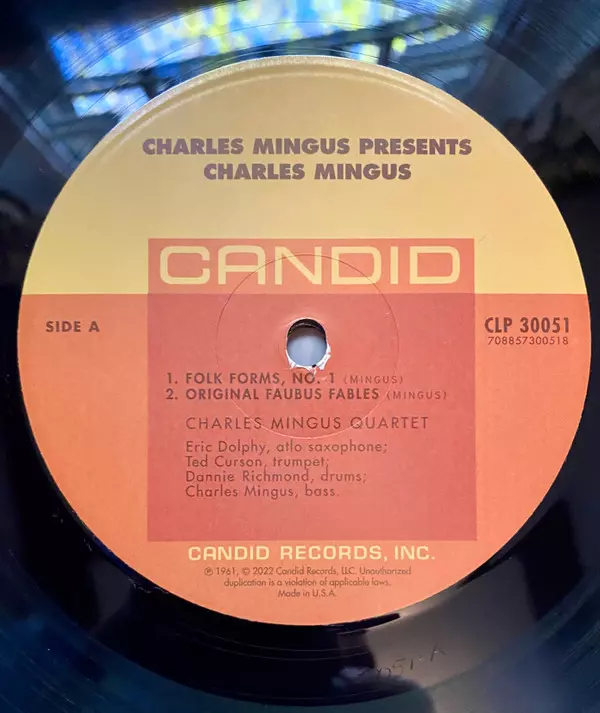 CHARLES MINGUS PRESENTS
CHARLES MINGUS
CANDID
SIDE A
CLP 30051
708857300518
1. FOLK FORMS, NO. 1 (MINGUS)
2. ORIGINAL FAUBUS FABLES (MINGUS)
CHARLES MINGUS QUARTET
Eric Dolphy, atlo saxophone;
Ted Curson, trumpet;
Dannie Richmond, drums;
Charles Mingus, bass.
CANDID RECORDS, INC.
℗ 1961, © 2022 Candid Records, LLC. Unauthorized
duplication is a violation of applicable laws.
Made in U.S.A.